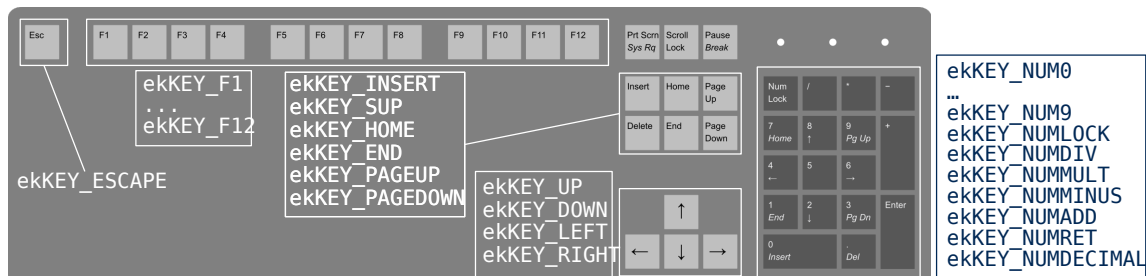 Esc
F1 F2 F3 F4 F5 F6 F7 F8 F9 F10 F11 F12
Prt Scrn
Sys Rq
Scroll
Lock
Pause
Break
ekKEY_F1
...
ekKEY_F12
ekKEY_ESCAPE
ekKEY_INSERT
ekKEY_SUP
ekKEY_HOME
ekKEY_END
ekKEY_PAGEUP
ekKEY_PAGEDOWN
Insert
Home
Page
Up
Delete
End
Page
Down
ekKEY_UP
ekKEY_DOWN
ekKEY_LEFT
ekKEY_RIGHT
↑
← ↓ →
Num
Lock
/
*
−
7
Home
8
↑
9
Pg Up
+
4
←
5
6
→
1
End
2
↓
3
Pg Dn
Enter
0
Insert
.
Del
ekKEY_NUM0
…
ekKEY_NUM9
ekKEY_NUMLOCK
ekKEY_NUMDIV
ekKEY_NUMMULT
ekKEY_NUMMINUS
ekKEY_NUMADD
ekKEY_NUMRET
ekKEY_NUMDECIMAL